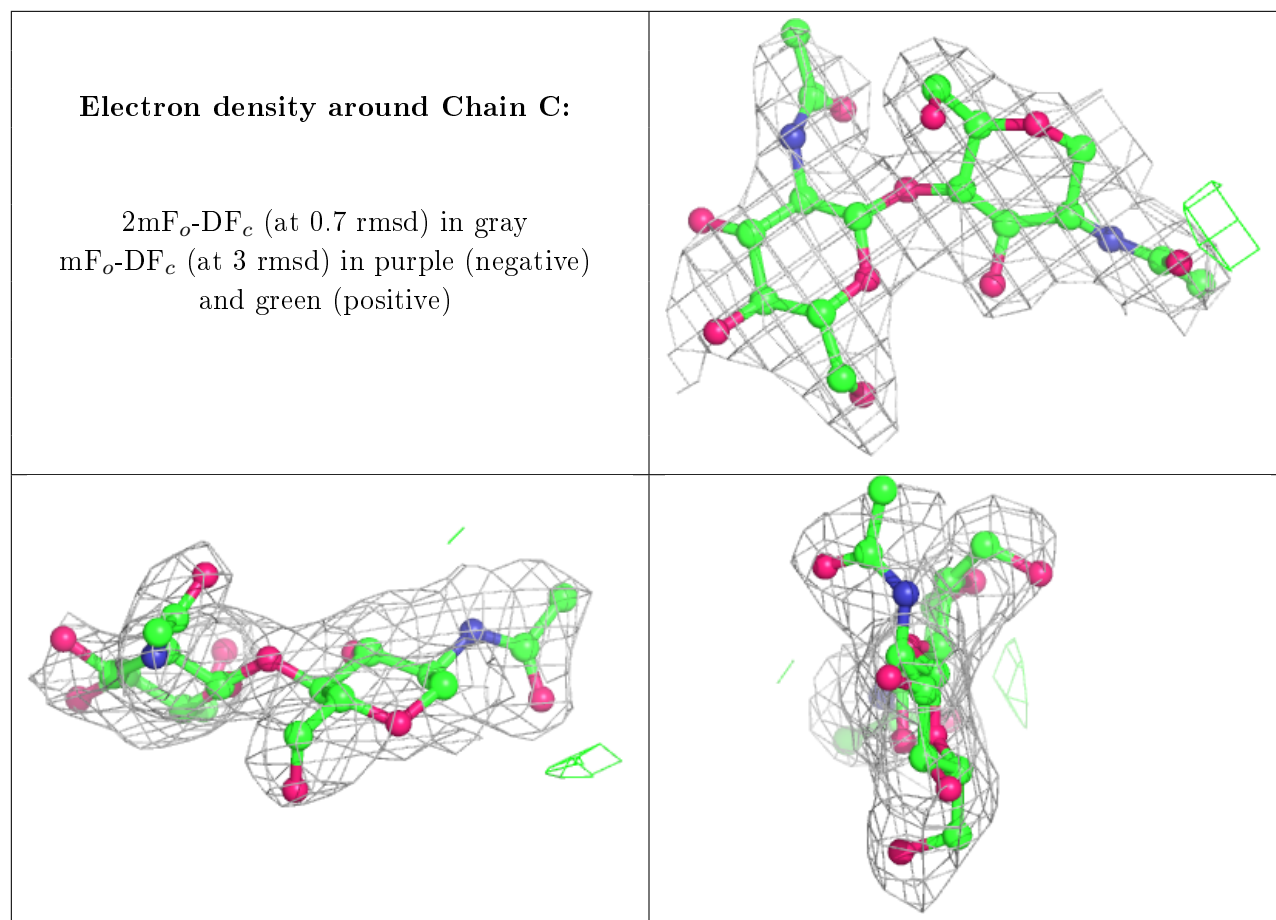 Electron density around Chain C:
2mFₒ-DF𝒸 (at 0.7 rmsd) in gray
mFₒ-DF𝒸 (at 3 rmsd) in purple (negative)
and green (positive)